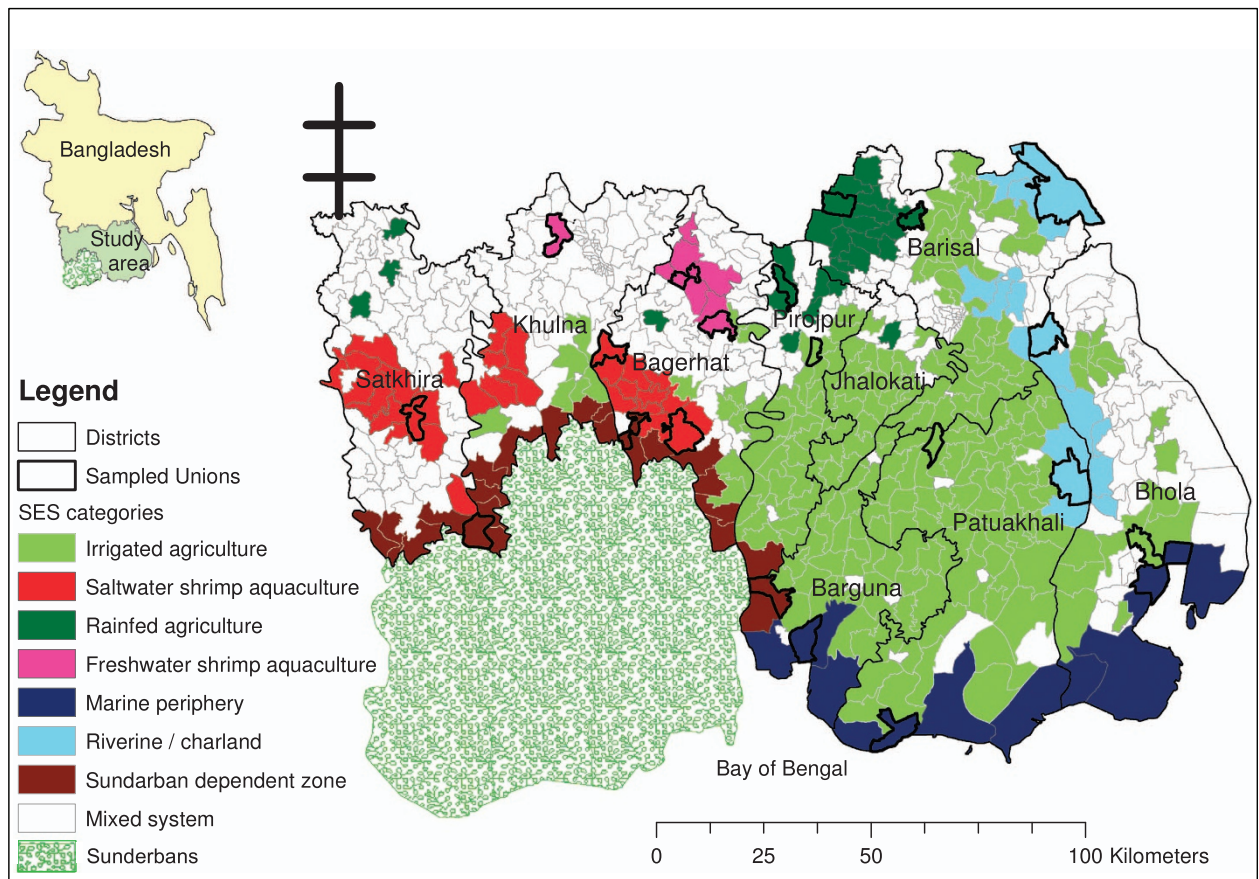 Bangladesh
Study
area
Barisal
Khulna
Pirojpur
Bagerhat
Satkhira
Jhalokati
Bhola
Patuakhali
Barguna
Bay of Bengal
Legend
Districts
Sampled Unions
SES categories
Irrigated agriculture
Saltwater shrimp aquaculture
Rainfed agriculture
Freshwater shrimp aquaculture
Marine periphery
Riverine / charland
Sundarban dependent zone
Mixed system
Sunderbans
0 25 50 100 Kilometers